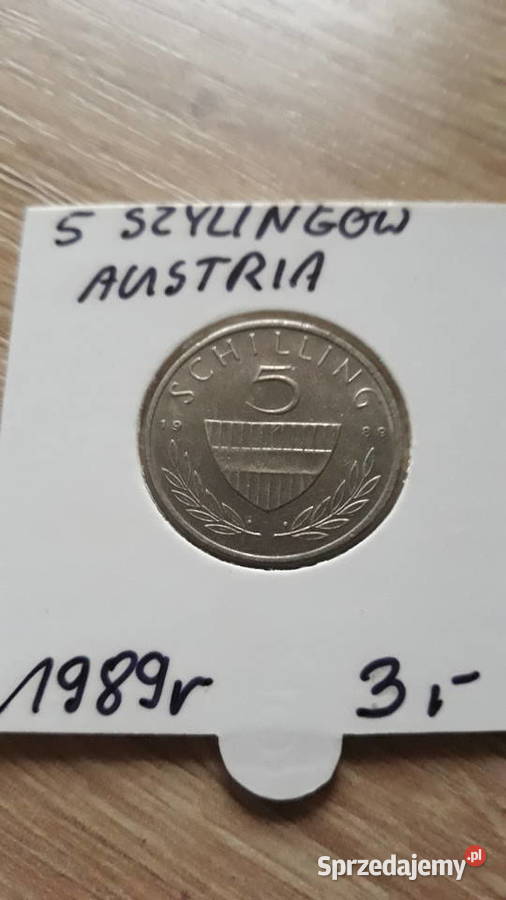 5 SZYLINGOW
AUSTRIA
SCHILLING
5
19 89
1989r 3,-
Sprzedajemy.pl